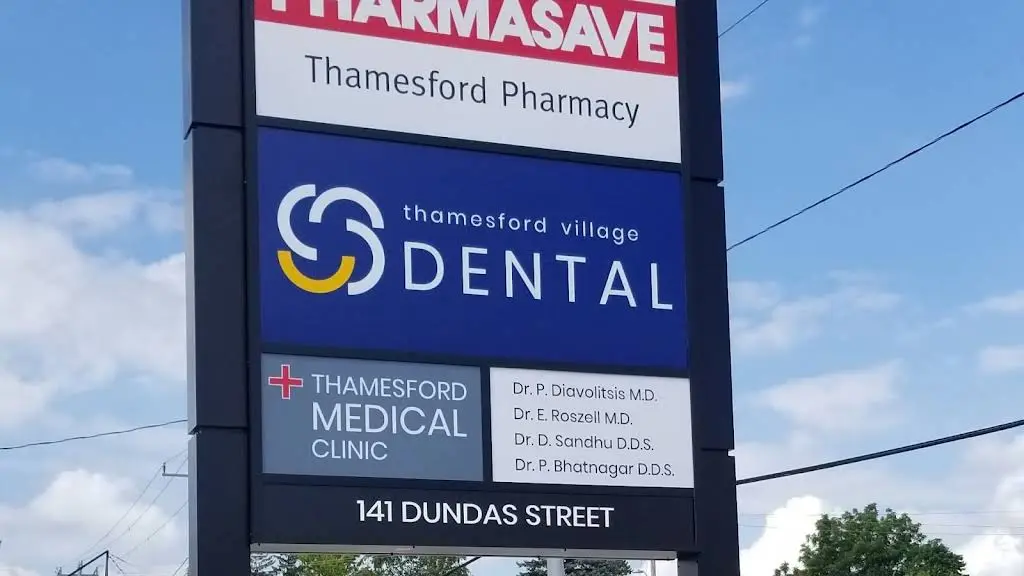 PHARMASAVE
Thamesford Pharmacy
thamesford village
DENTAL
THAMESFORD
MEDICAL
CLINIC
Dr. P. Diavolitsis M.D.
Dr. E. Roszell M.D.
Dr. D. Sandhu D.D.S.
Dr. P. Bhatnagar D.D.S.
141 DUNDAS STREET